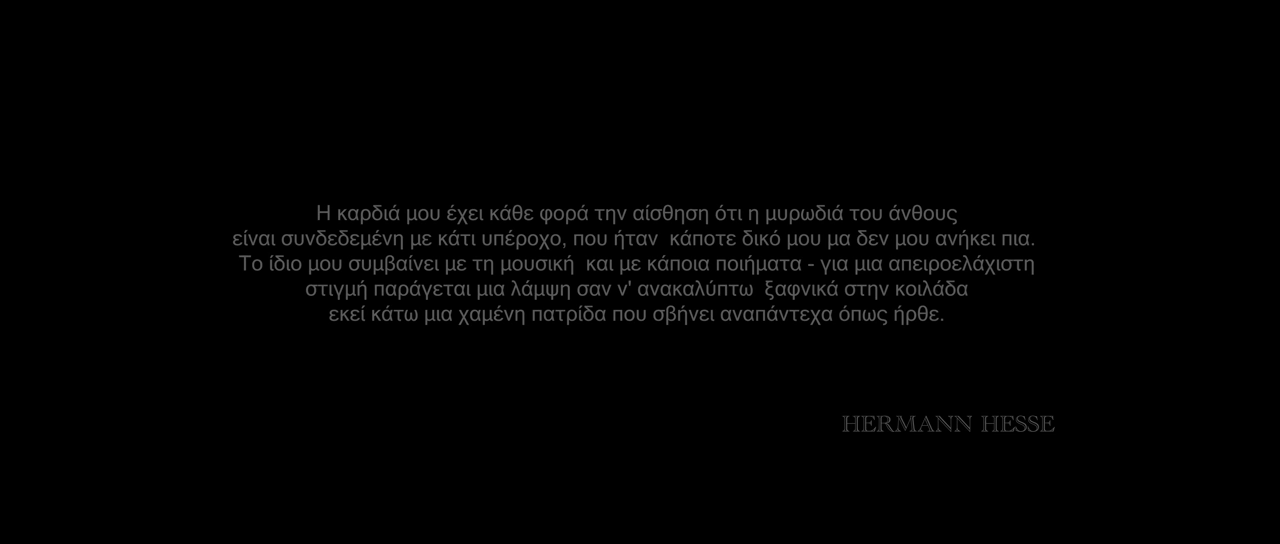 Η καρδιά μου έχει κάθε φορά την αίσθηση ότι η μυρωδιά του άνθους
είναι συνδεδεμένη με κάτι υπέροχο, που ήταν  κάποτε δικό μου μα δεν μου ανήκει πια.
Το ίδιο μου συμβαίνει με τη μουσική  και με κάποια ποιήματα - για μια απειροελάχιστη
στιγμή παράγεται μια λάμψη σαν ν' ανακαλύπτω  ξαφνικά στην κοιλάδα
εκεί κάτω μια χαμένη πατρίδα που σβήνει αναπάντεχα όπως ήρθε.
HERMANN HESSE